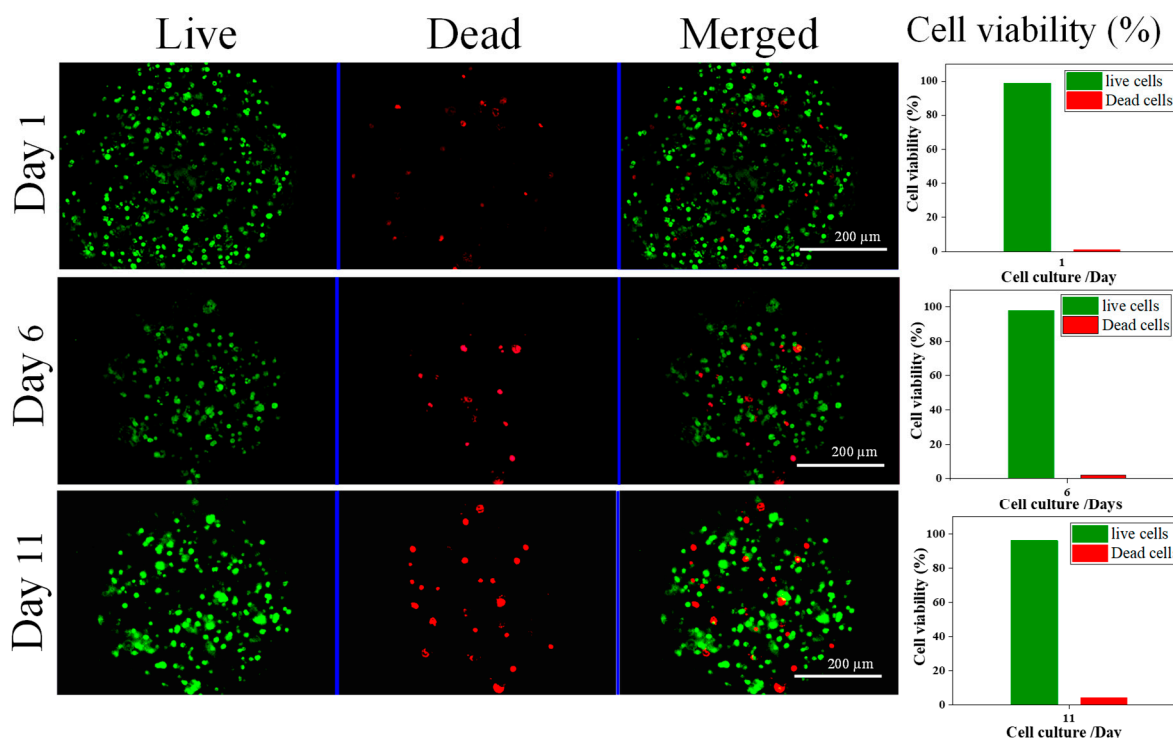 Live
Dead
Merged
Cell viability (%)
Day 1
200 µm
Cell viability (%)
100
80
60
40
20
0
live cells
Dead cells
1
Cell culture /Day
Day 6
200 µm
Cell viability (%)
100
80
60
40
20
0
live cells
Dead cells
6
Cell culture /Days
Day 11
200 µm
Cell viability (%)
100
80
60
40
20
0
live cells
Dead cell
11
Cell culture /Day